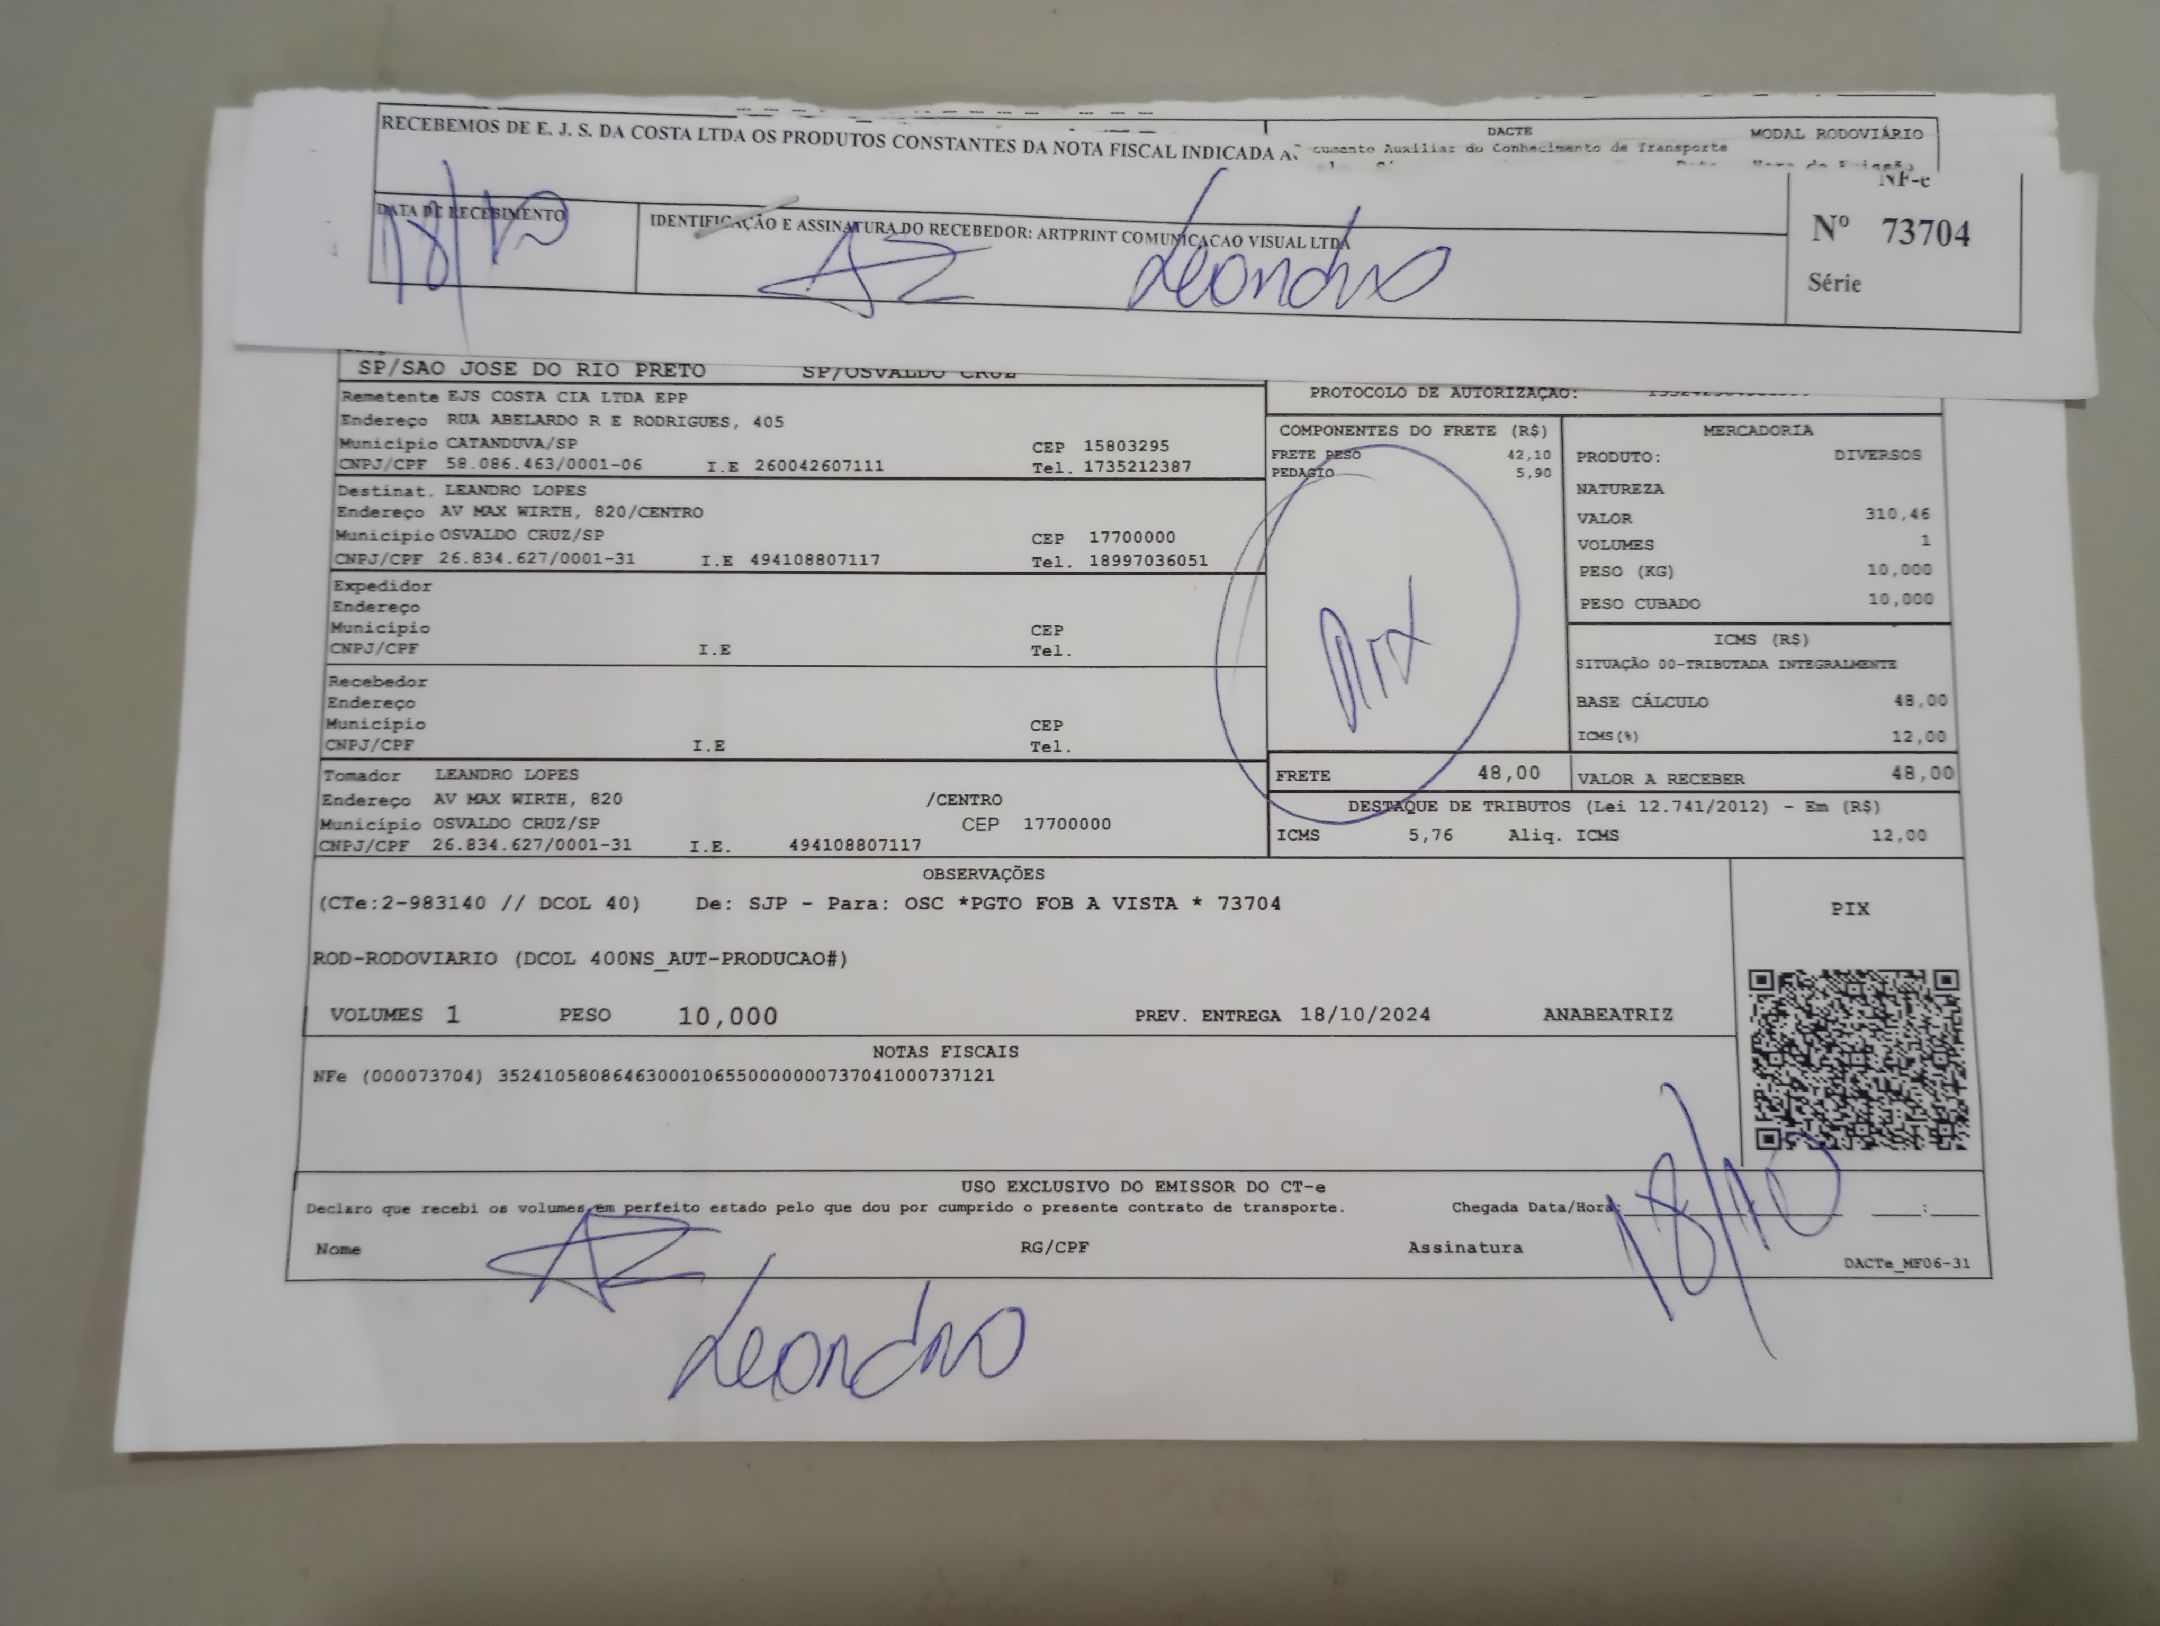 RECEBEMOS DE E. J. S. DA COSTA LTDA OS PRODUTOS CONSTANTES DA NOTA FISCAL INDICADA A
DACTE MODAL RODOVIÁRIO
cumento Auxiliar do Conhecimento de Transporte
NF-e
Nº 73704
Série
DATA DE RECEBIMENTO
18/10
IDENTIFICAÇÃO E ASSINATURA DO RECEBEDOR: ARTPRINT COMUNICACAO VISUAL LTDA
Leandro
SP/SAO JOSE DO RIO PRETO SP/OSVALDO CRUZ
Remetente EJS COSTA CIA LTDA EPP
Endereço RUA ABELARDO R E RODRIGUES, 405
Município CATANDUVA/SP CEP 15803295
CNPJ/CPF 58.086.463/0001-06 I.E 260042607111 Tel. 1735212387
Destinat. LEANDRO LOPES
Endereço AV MAX WIRTH, 820/CENTRO
Município OSVALDO CRUZ/SP CEP 17700000
CNPJ/CPF 26.834.627/0001-31 I.E 494108807117 Tel. 18997036051
Expedidor
Endereço
Município CEP
CNPJ/CPF I.E Tel.
Recebedor
Endereço
Município CEP
CNPJ/CPF I.E Tel.
Tomador LEANDRO LOPES
Endereço AV MAX WIRTH, 820 /CENTRO
Município OSVALDO CRUZ/SP CEP 17700000
CNPJ/CPF 26.834.627/0001-31 I.E. 494108807117
PROTOCOLO DE AUTORIZAÇÃO:
COMPONENTES DO FRETE (R$)
FRETE PESO 42,10
PEDAGIO 5,90
Pix
MERCADORIA
PRODUTO: DIVERSOS
NATUREZA
VALOR 310,46
VOLUMES 1
PESO (KG) 10,000
PESO CUBADO 10,000
ICMS (R$)
SITUAÇÃO 00-TRIBUTADA INTEGRALMENTE
BASE CÁLCULO 48,00
ICMS(%) 12,00
FRETE 48,00 VALOR A RECEBER 48,00
DESTAQUE DE TRIBUTOS (Lei 12.741/2012) - Em (R$)
ICMS 5,76 Aliq. ICMS 12,00
OBSERVAÇÕES
(CTe:2-983140 // DCOL 40) De: SJP - Para: OSC *PGTO FOB A VISTA * 73704
ROD-RODOVIARIO (DCOL 400NS_AUT-PRODUCAO#)
VOLUMES 1 PESO 10,000 PREV. ENTREGA 18/10/2024 ANABEATRIZ
PIX
NOTAS FISCAIS
NFe (000073704) 35241058086463000106550000000737041000737121
USO EXCLUSIVO DO EMISSOR DO CT-e
Declaro que recebi os volumes em perfeito estado pelo que dou por cumprido o presente contrato de transporte. Chegada Data/Hora: :
18/10
Nome RG/CPF Assinatura
DACTe_MF06-31
Leandro